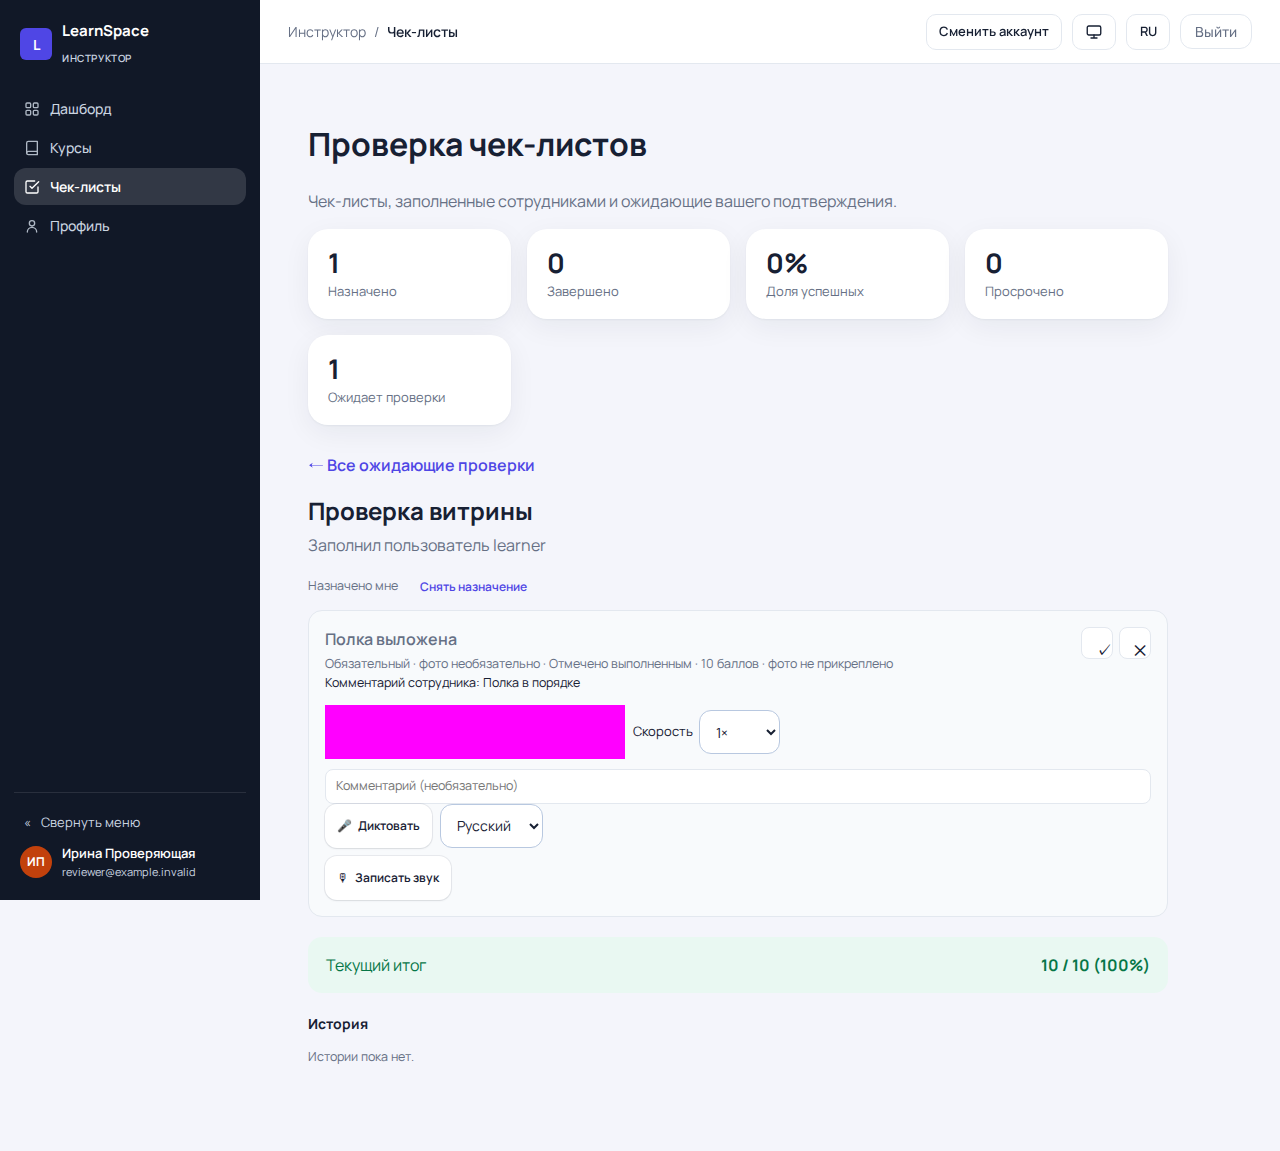 L
LearnSpace
ИНСТРУКТОР
Дашборд
Курсы
Чек-листы
Профиль
« Свернуть меню
ИП
Ирина Проверяющая
reviewer@example.invalid
Инструктор / Чек-листы
Сменить аккаунт
RU
Выйти
Проверка чек-листов
Чек-листы, заполненные сотрудниками и ожидающие вашего подтверждения.
1
Назначено
0
Завершено
0%
Доля успешных
0
Просрочено
1
Ожидает проверки
← Все ожидающие проверки
Проверка витрины
Заполнил пользователь learner
Назначено мне
Снять назначение
Полка выложена
✓
✕
Обязательный · фото необязательно · Отмечено выполненным · 10 баллов · фото не прикреплено
Комментарий сотрудника: Полка в порядке
Скорость
1×
Комментарий (необязательно)
🎤 Диктовать
Русский
🎙 Записать звук
Текущий итог
10 / 10 (100%)
История
Истории пока нет.